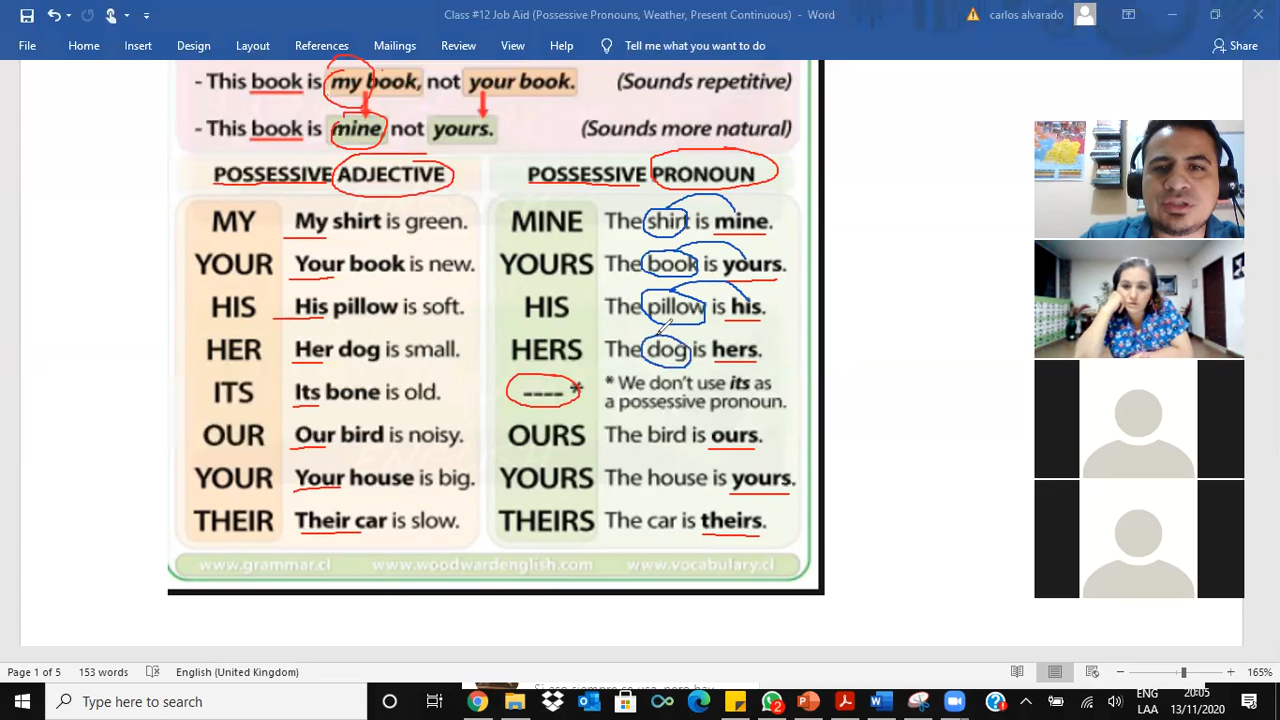 Class #12 Job Aid (Possessive Pronouns, Weather, Present Continuous) - Word
carlos alvarado
File Home Insert Design Layout References Mailings Review View Help Tell me what you want to do Share
- This book is my book, not your book. (Sounds repetitive)
- This book is mine not yours. (Sounds more natural)
POSSESSIVE ADJECTIVE POSSESSIVE PRONOUN
MY My shirt is green. MINE The shirt is mine.
YOUR Your book is new. YOURS The book is yours.
HIS His pillow is soft. HIS The pillow is his.
HER Her dog is small. HERS The dog is hers.
ITS Its bone is old. ----* * We don't use its as
a possessive pronoun.
OUR Our bird is noisy. OURS The bird is ours.
YOUR Your house is big. YOURS The house is yours.
THEIR Their car is slow. THEIRS The car is theirs.
www.grammar.cl www.woodwardenglish.com www.vocabulary.cl
Page 1 of 5 153 words English (United Kingdom) 165%
Type here to search
2
ENG 20:05
LAA 13/11/2020